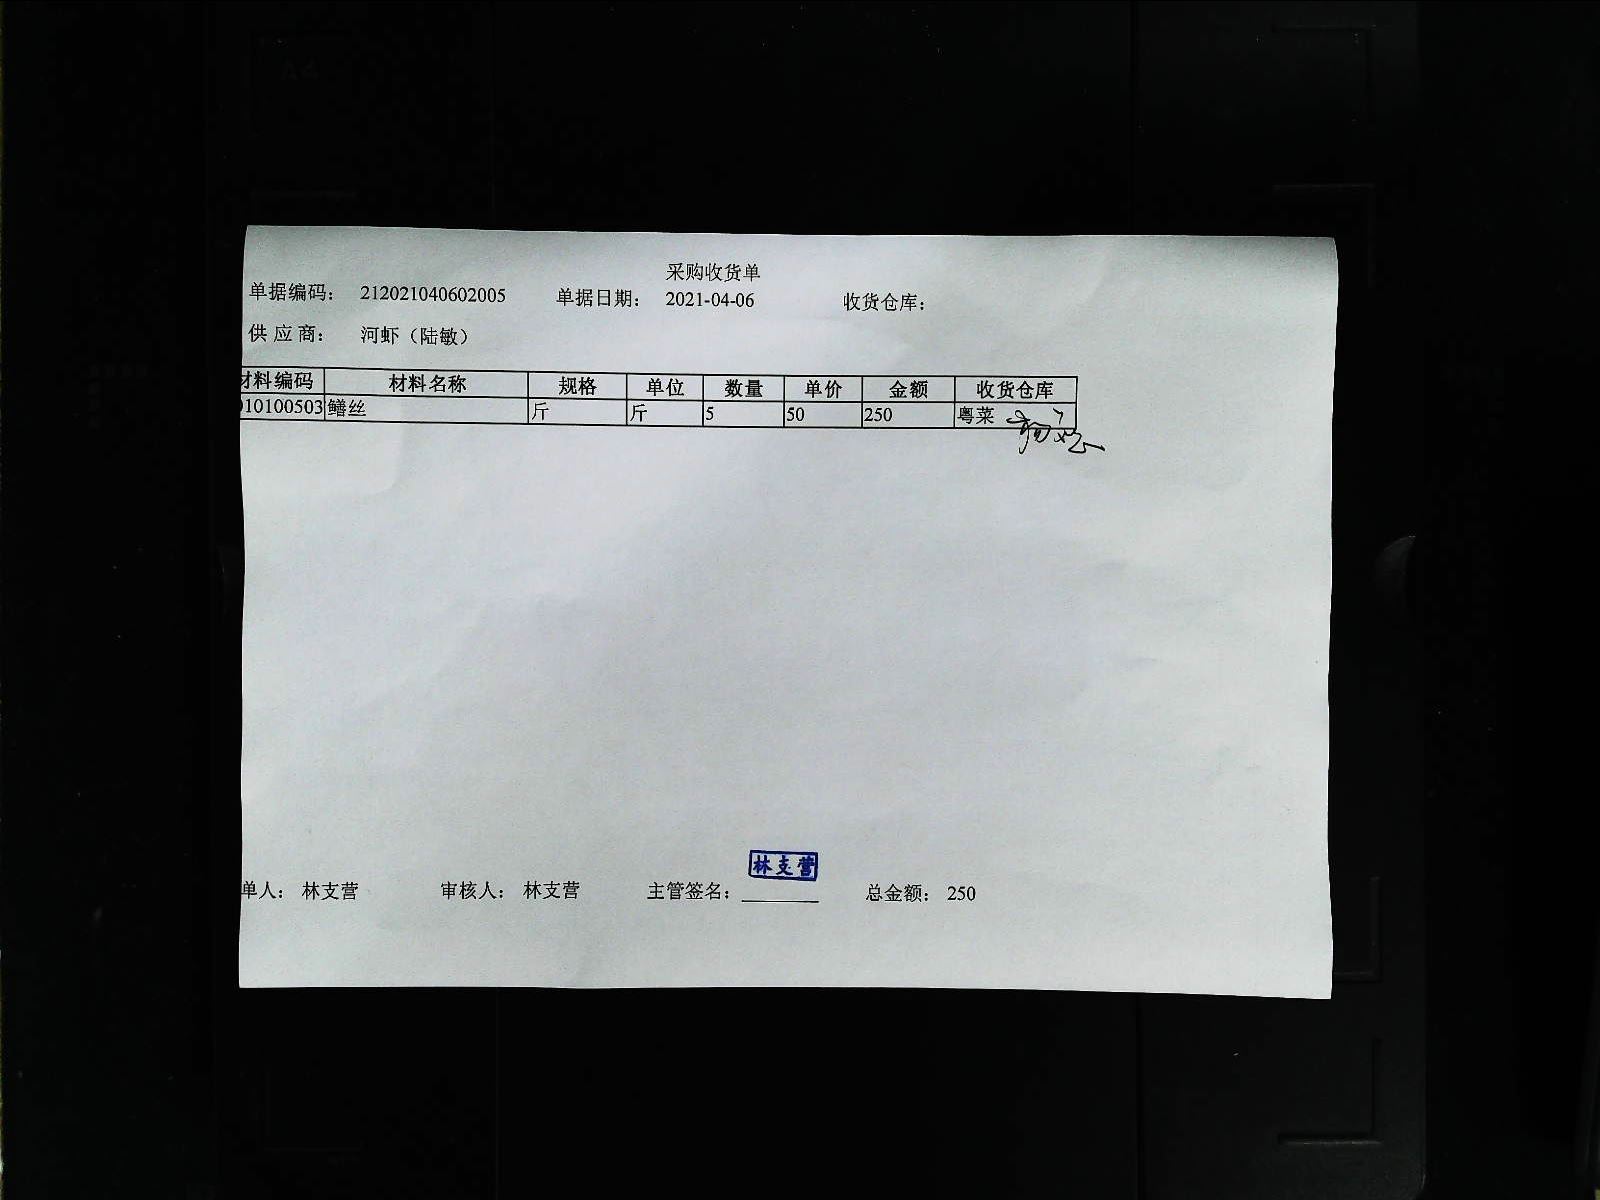 采购收货单
单据编码： 212021040602005 单据日期： 2021-04-06 收货仓库：
供 应 商： 河虾（陆敏）
材料编码 材料名称 规格 单位 数量 单价 金额 收货仓库
010100503 鳝丝 斤 斤 5 50 250 粤菜
林支营
单人： 林支营 审核人： 林支营 主管签名： 总金额： 250